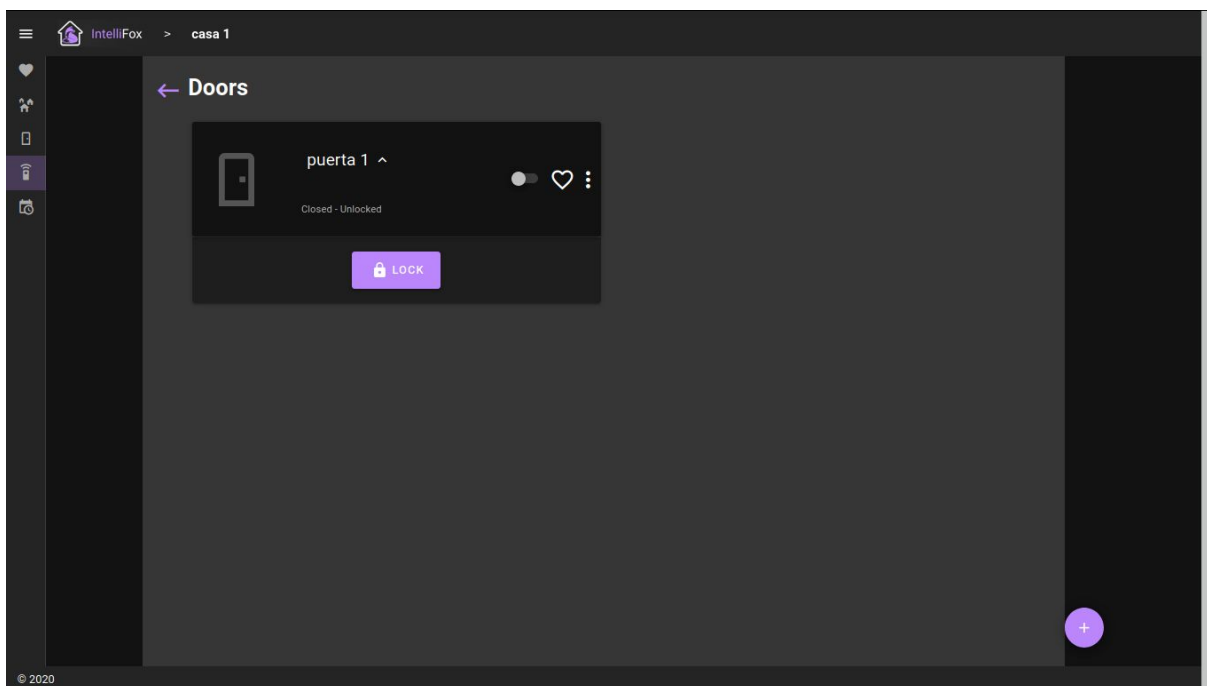 IntelliFox > casa 1
Doors
puerta 1
Closed - Unlocked
LOCK
© 2020